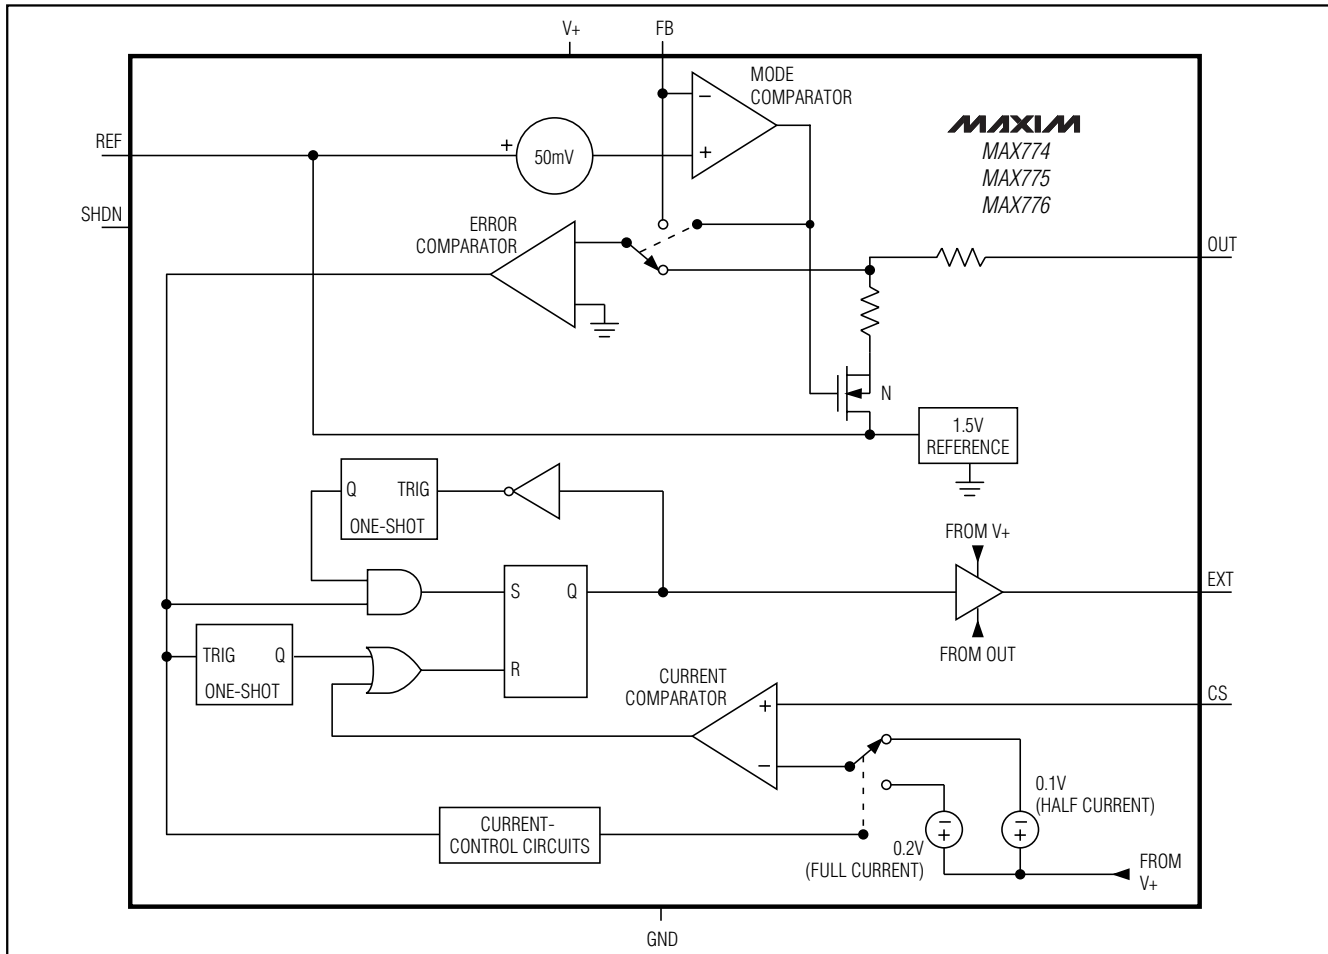 V+
FB
MODE
COMPARATOR
−
+
MAXIM
MAX774
MAX775
MAX776
REF
+
50mV
SHDN
ERROR
COMPARATOR
OUT
N
1.5V
REFERENCE
Q TRIG
ONE-SHOT
FROM V+
S Q
EXT
FROM OUT
TRIG Q
ONE-SHOT
R
CURRENT
COMPARATOR
+
−
CS
0.1V
(HALF CURRENT)
CURRENT-
CONTROL CIRCUITS
−
+
−
+
0.2V
(FULL CURRENT)
FROM
V+
GND